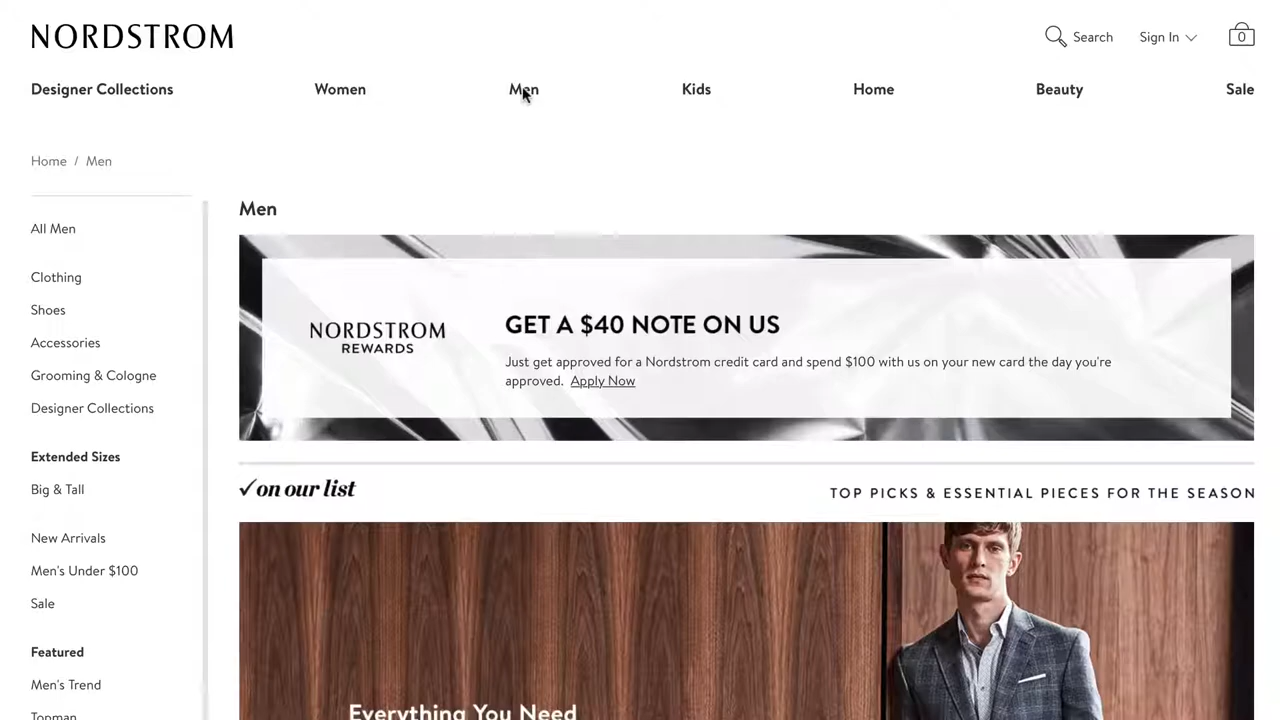 NORDSTROM
Search
Sign In
0
Designer Collections
Women
Men
Kids
Home
Beauty
Sale
Home / Men
All Men
Clothing
Shoes
Accessories
Grooming & Cologne
Designer Collections
Extended Sizes
Big & Tall
New Arrivals
Men's Under $100
Sale
Featured
Men's Trend
Topman
Men
NORDSTROM
REWARDS
GET A $40 NOTE ON US
Just get approved for a Nordstrom credit card and spend $100 with us on your new card the day you're
approved. Apply Now
✓on our list
TOP PICKS & ESSENTIAL PIECES FOR THE SEASON
Everything You Need